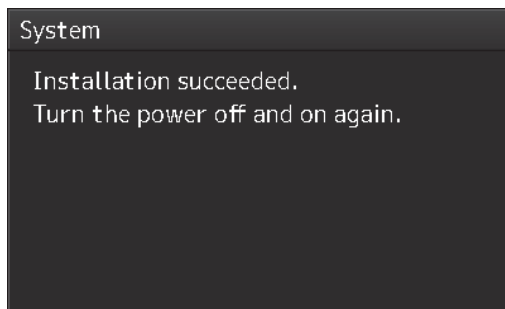 System
Installation succeeded.
Turn the power off and on again.